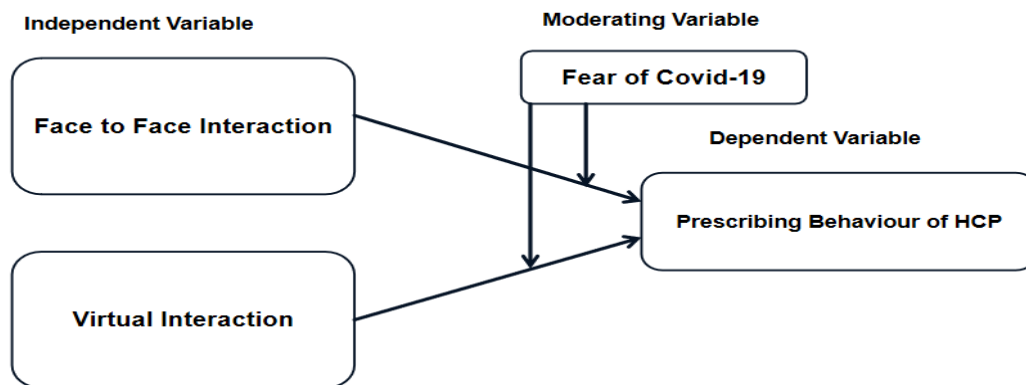 Independent Variable
Moderating Variable
Fear of Covid-19
Face to Face Interaction
Dependent Variable
Prescribing Behaviour of HCP
Virtual Interaction